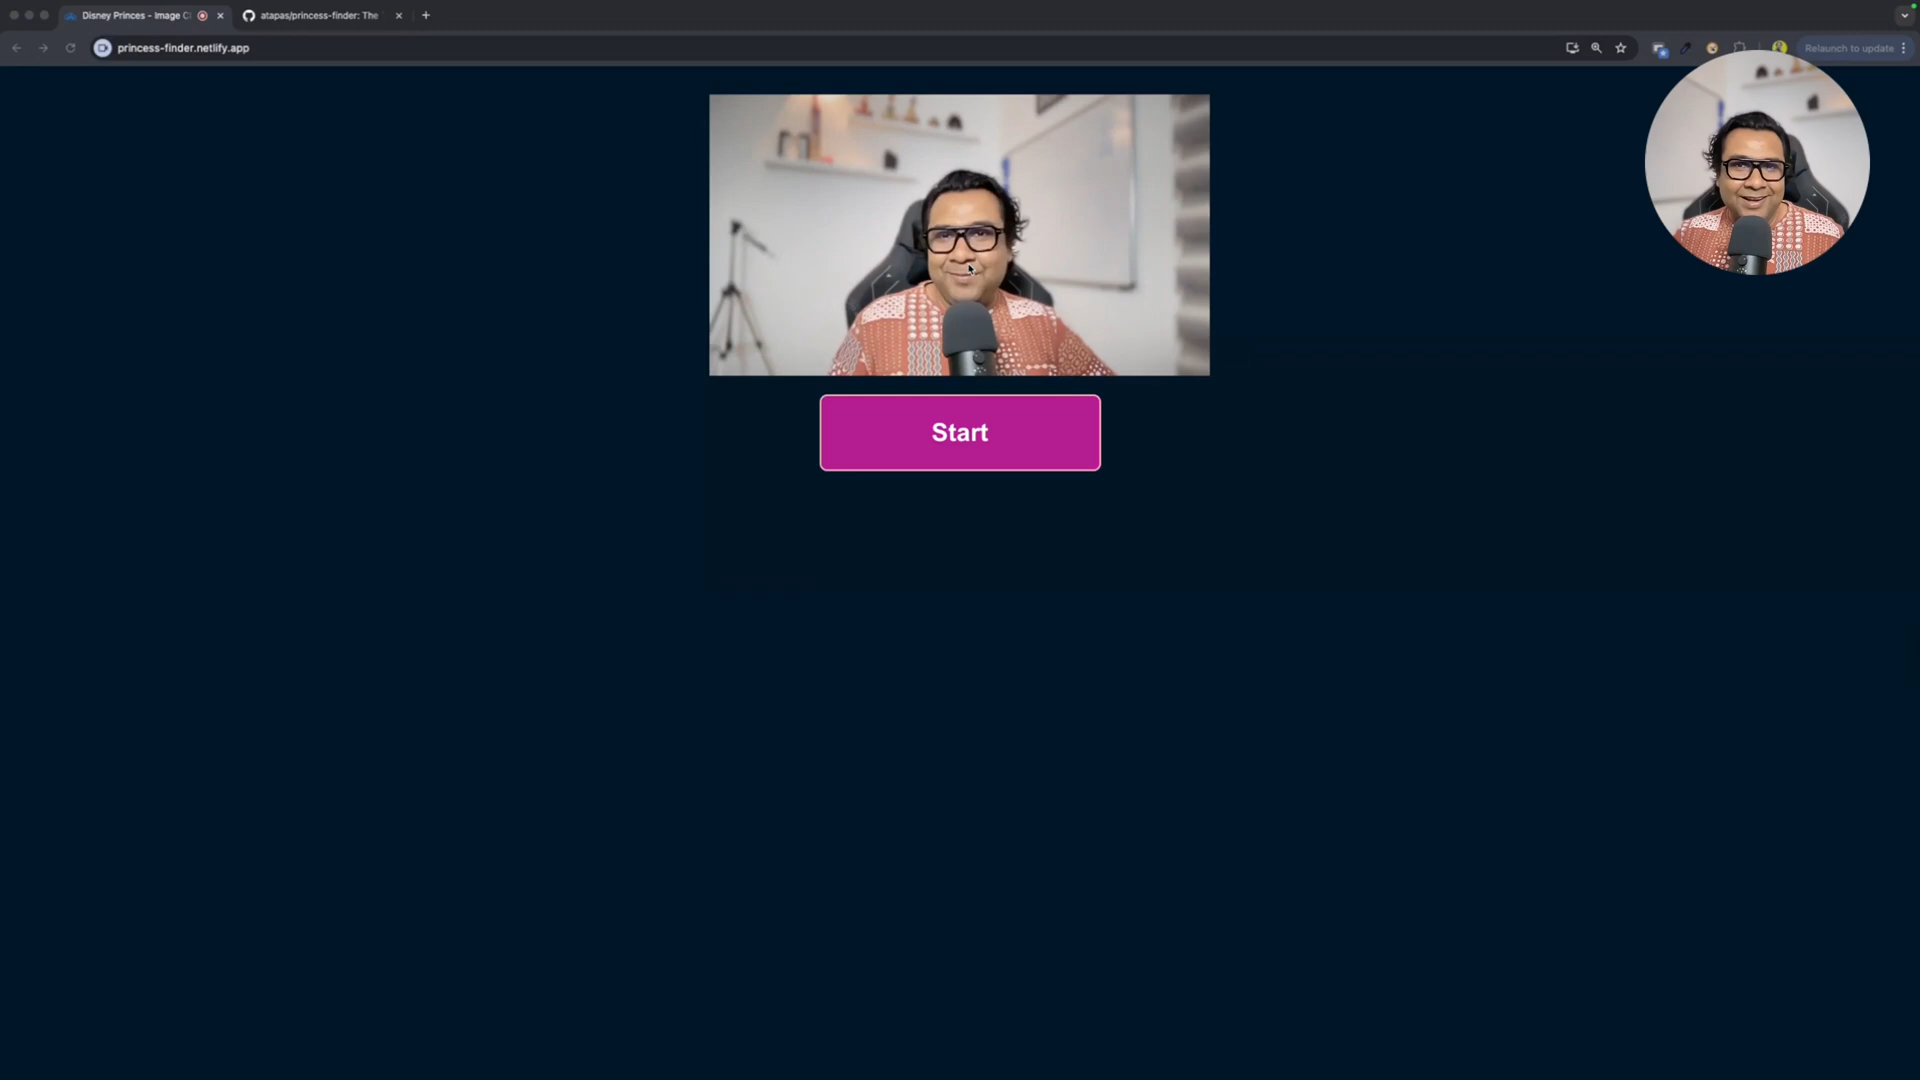 Disney Princes - Image C
atapas/princess-finder: The
princess-finder.netlify.app
Relaunch to update
Start